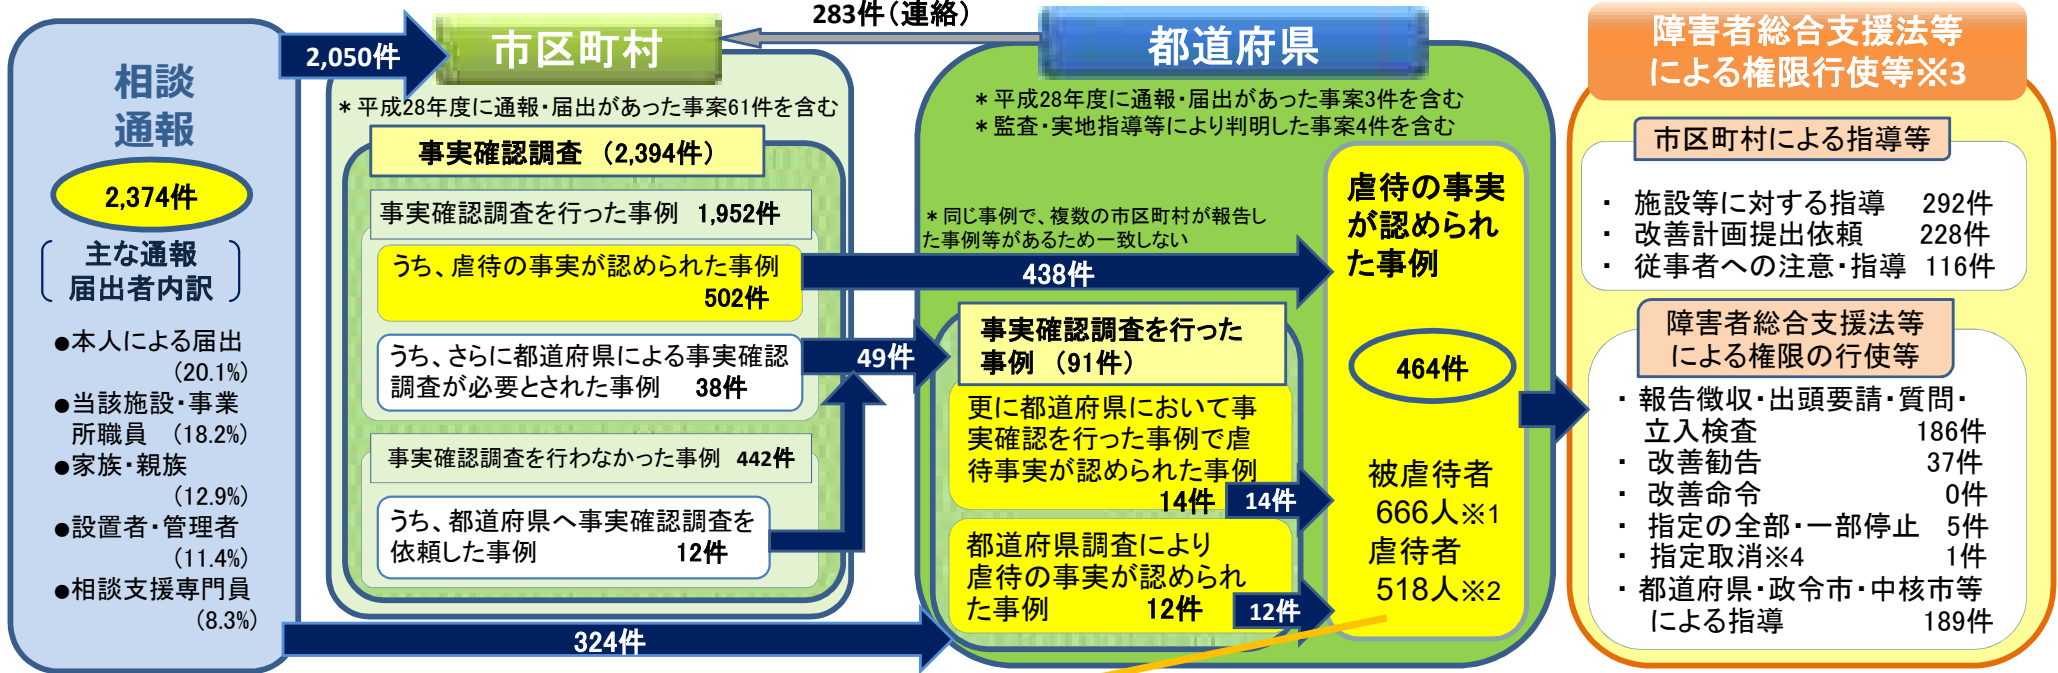 相談
通報
2,374件
主な通報
届出者内訳
●本人による届出
(20.1%)
●当該施設・事業
所職員 (18.2%)
●家族・親族
(12.9%)
●設置者・管理者
(11.4%)
●相談支援専門員
(8.3%)
2,050件
324件
283件(連絡)
市区町村
＊平成28年度に通報・届出があった事案61件を含む
事実確認調査 （2,394件）
事実確認調査を行った事例 1,952件
うち、虐待の事実が認められた事例
502件
うち、さらに都道府県による事実確認
調査が必要とされた事例 38件
事実確認調査を行わなかった事例 442件
うち、都道府県へ事実確認調査を
依頼した事例 12件
都道府県
＊平成28年度に通報・届出があった事案3件を含む
＊監査・実地指導等により判明した事案4件を含む
＊同じ事例で、複数の市区町村が報告し
た事例等があるため一致しない
438件
49件
事実確認調査を行った
事例 （91件）
更に都道府県において事
実確認を行った事例で虐
待事実が認められた事例
14件
14件
都道府県調査により
虐待の事実が認められ
た事例 12件
12件
虐待の事実
が認められ
た事例
464件
被虐待者
666人※1
虐待者
518人※2
障害者総合支援法等
による権限行使等※3
市区町村による指導等
・ 施設等に対する指導 292件
・ 改善計画提出依頼 228件
・ 従事者への注意・指導 116件
障害者総合支援法等
による権限の行使等
・ 報告徴収・出頭要請・質問・
立入検査 186件
・ 改善勧告 37件
・ 改善命令 0件
・ 指定の全部・一部停止 5件
・ 指定取消※4 1件
・ 都道府県・政令市・中核市等
による指導 189件